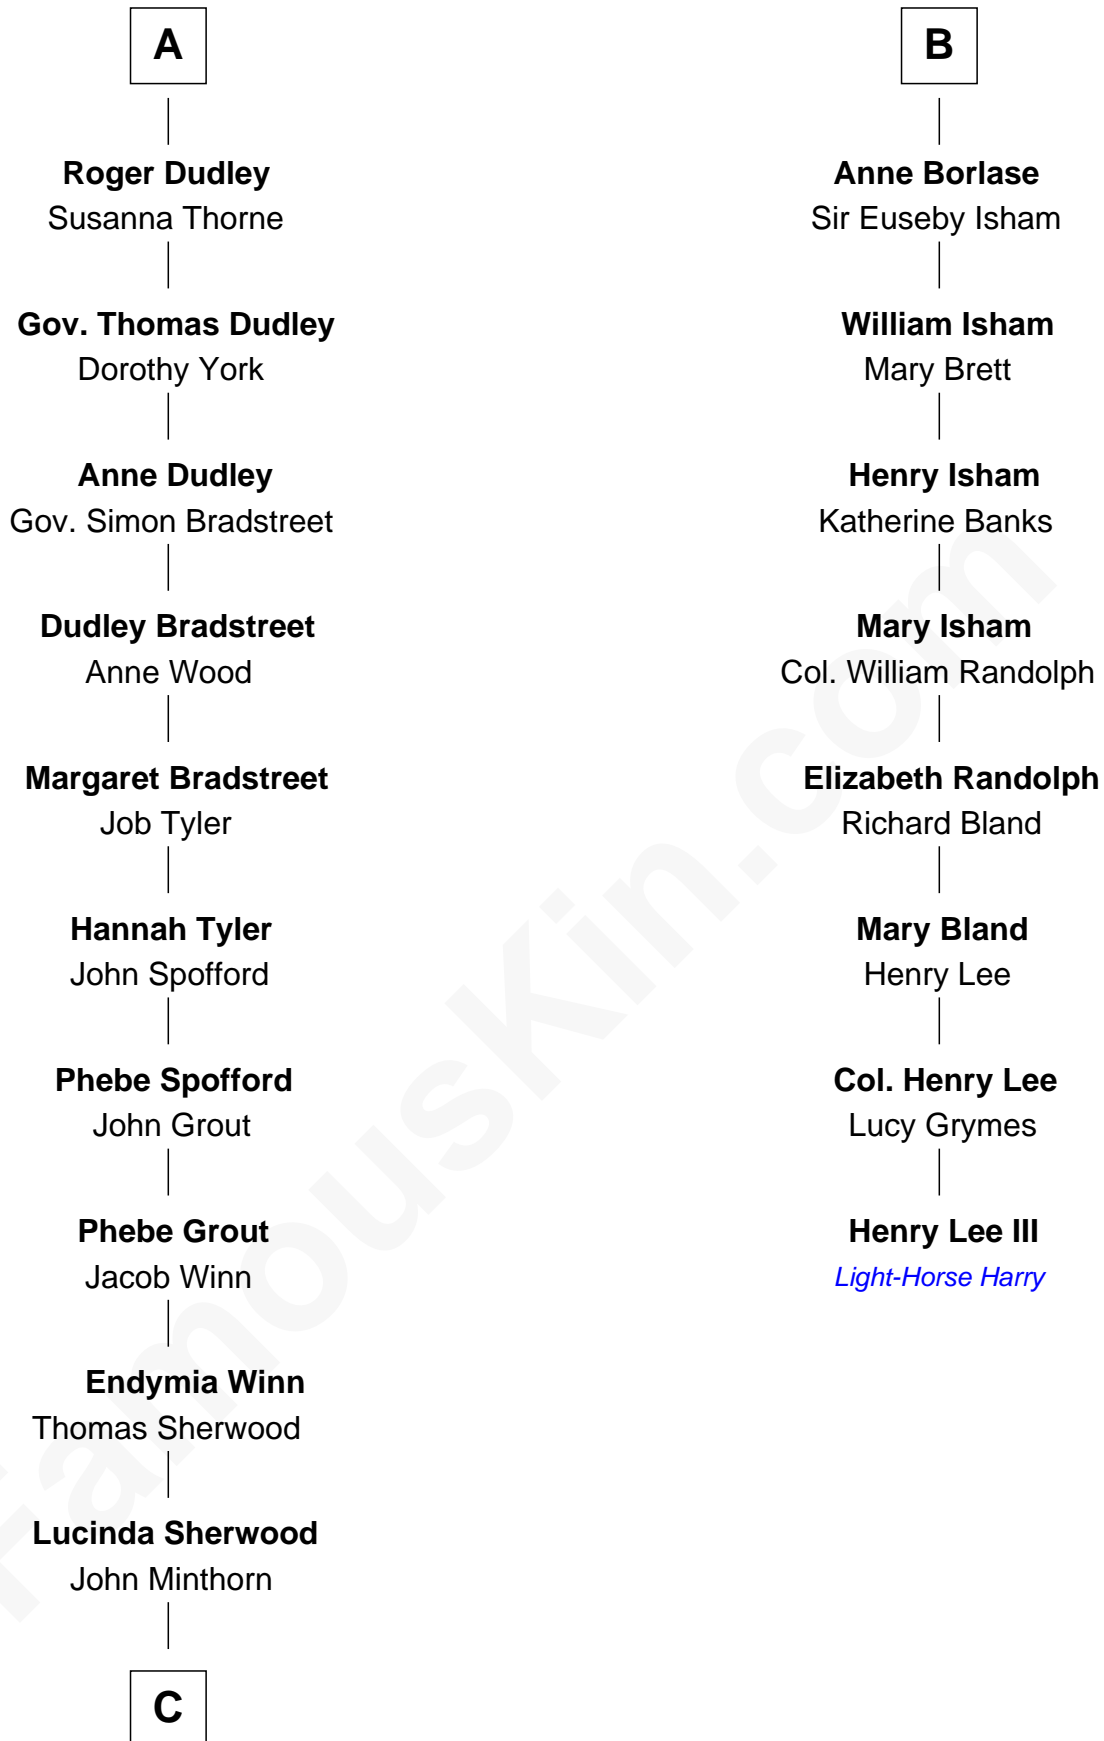 A
Roger Dudley
Susanna Thorne
Gov. Thomas Dudley
Dorothy York
Anne Dudley
Gov. Simon Bradstreet
Dudley Bradstreet
Anne Wood
Margaret Bradstreet
Job Tyler
Hannah Tyler
John Spofford
Phebe Spofford
John Grout
Phebe Grout
Jacob Winn
Endymia Winn
Thomas Sherwood
Lucinda Sherwood
John Minthorn
C
B
Anne Borlase
Sir Euseby Isham
William Isham
Mary Brett
Henry Isham
Katherine Banks
Mary Isham
Col. William Randolph
Elizabeth Randolph
Richard Bland
Mary Bland
Henry Lee
Col. Henry Lee
Lucy Grymes
Henry Lee III
Light-Horse Harry
FamousKin.com